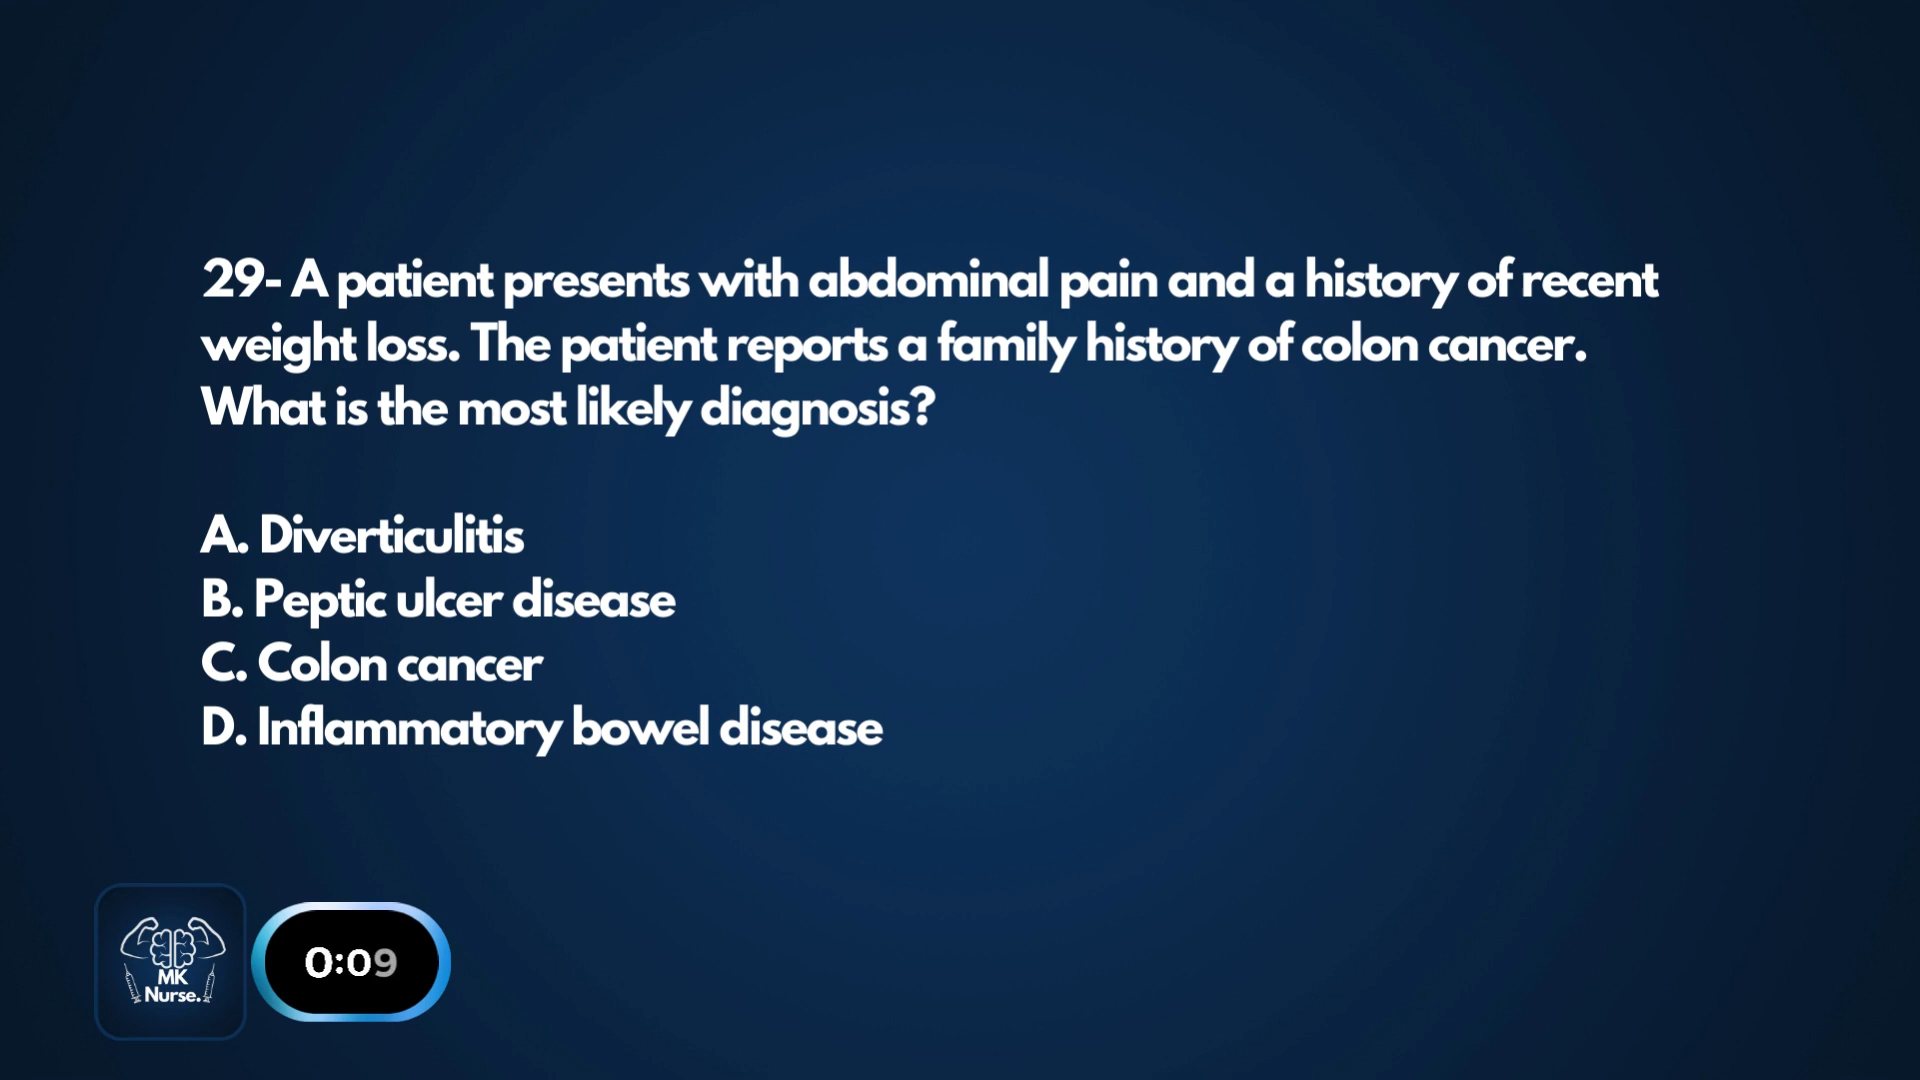 29- A patient presents with abdominal pain and a history of recent
weight loss. The patient reports a family history of colon cancer.
What is the most likely diagnosis?
A. Diverticulitis
B. Peptic ulcer disease
C. Colon cancer
D. Inflammatory bowel disease
MK
Nurse.
0:09